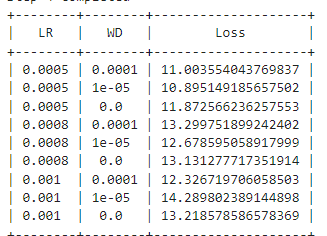 +--------+--------+--------------------+
|   LR   |   WD   |        Loss        |
+--------+--------+--------------------+
| 0.0005 | 0.0001 | 11.003554043769837 |
| 0.0005 | 1e-05 | 10.895149185657502 |
| 0.0005 | 0.0 | 11.872566236257553 |
| 0.0008 | 0.0001 | 13.299751899242402 |
| 0.0008 | 1e-05 | 12.678595058917999 |
| 0.0008 | 0.0 | 13.131277717351914 |
| 0.001 | 0.0001 | 12.326719706058503 |
| 0.001 | 1e-05 | 14.289802389144898 |
| 0.001 | 0.0 | 13.218578586578369 |
+--------+--------+--------------------+